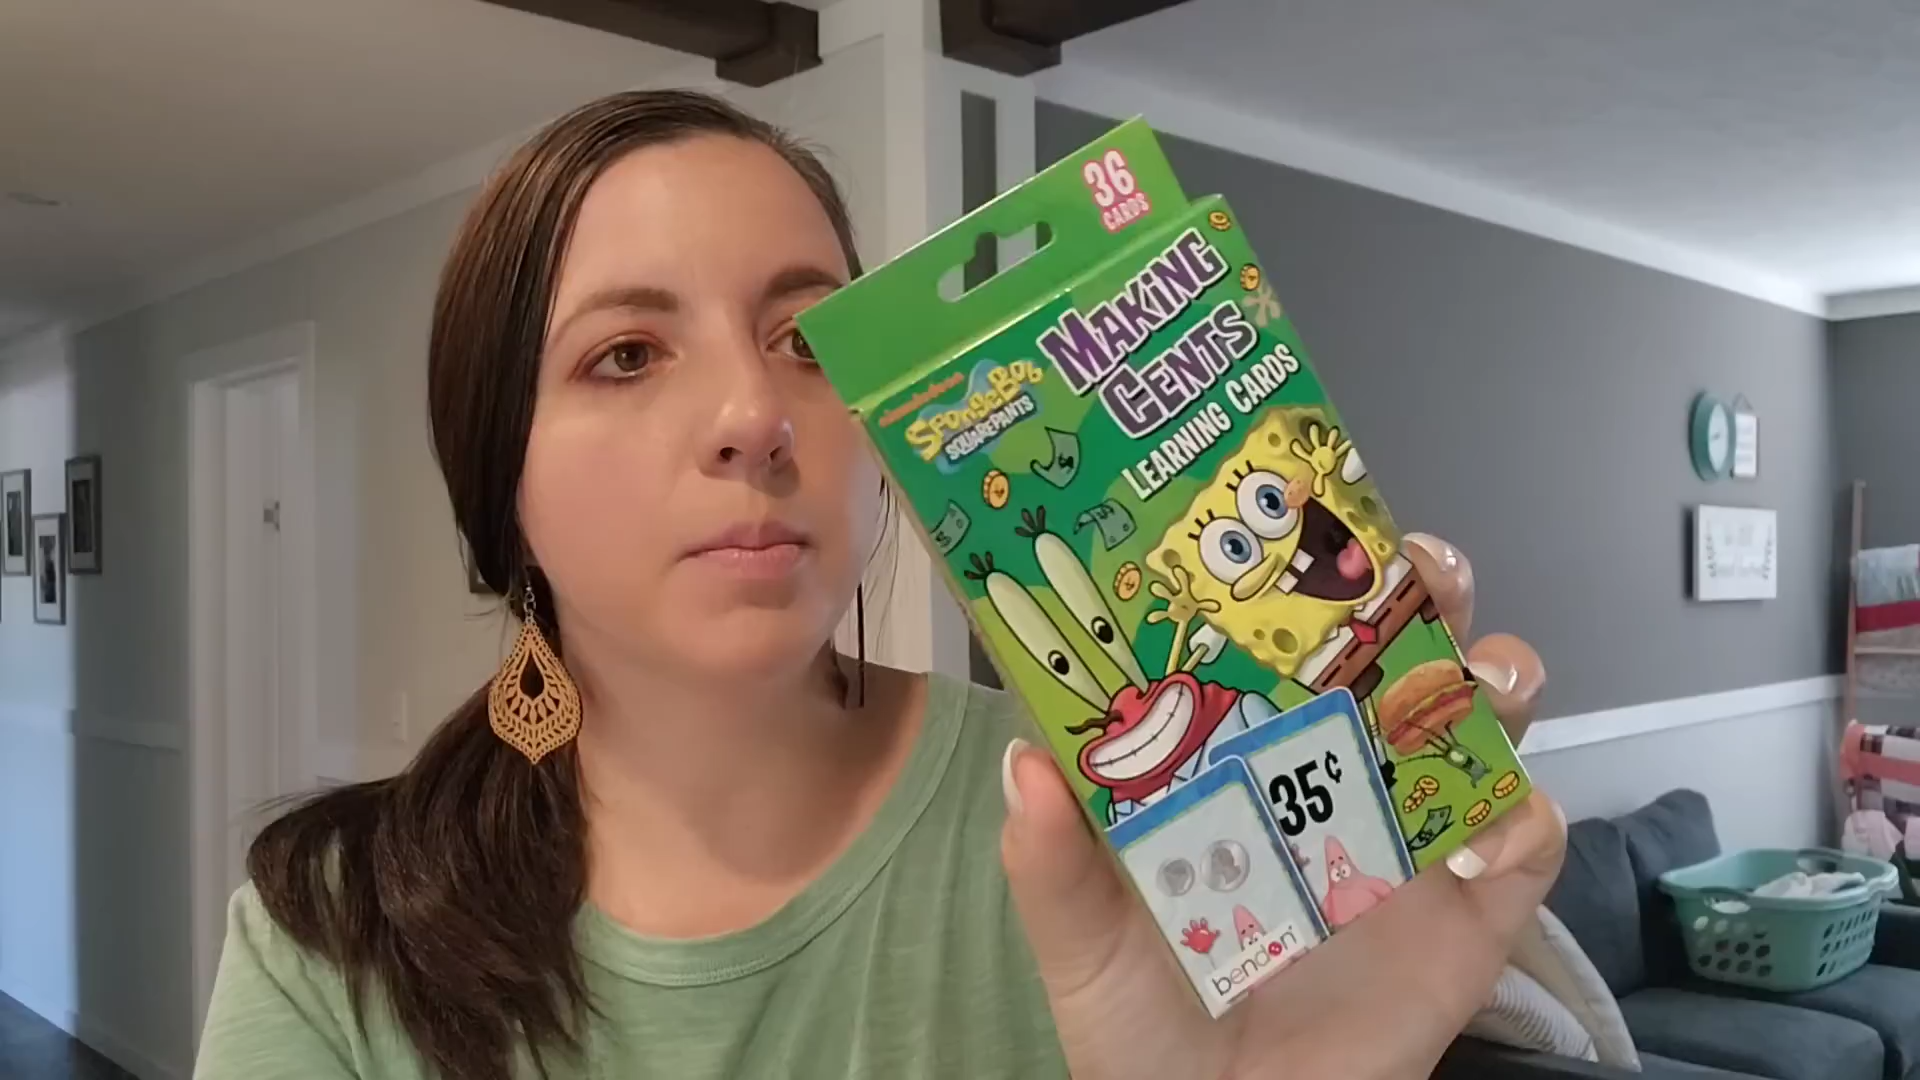 36
CARDS
nickelodeon
SPONGEBOB
SQUAREPANTS
MAKING
CENTS
LEARNING CARDS
35¢
bendon